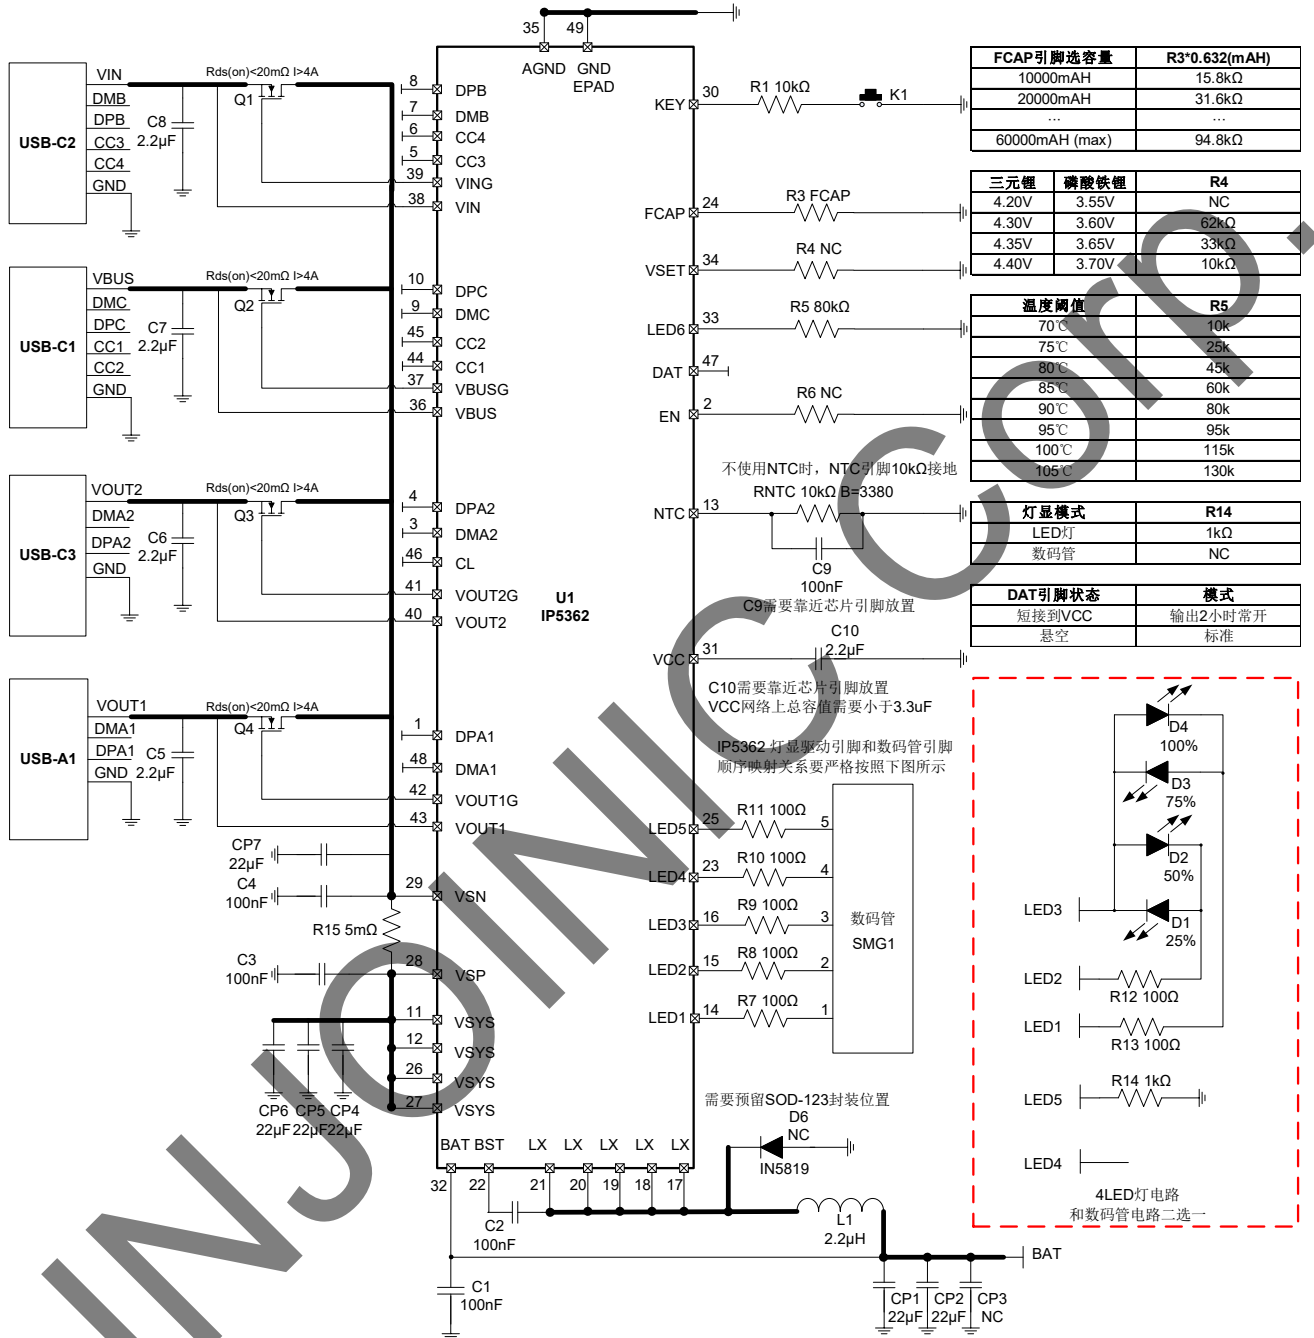 35
49
AGND
GND
EPAD
USB-C2
VIN
DMB
DPB
CC3
CC4
GND
C8
2.2μF
Rds(on)<20mΩ I>4A
Q1
8
DPB
7
DMB
6
CC4
5
CC3
39
VING
38
VIN
USB-C1
VBUS
DMC
DPC
CC1
CC2
GND
C7
2.2μF
Rds(on)<20mΩ I>4A
Q2
10
DPC
9
DMC
45
CC2
44
CC1
37
VBUSG
36
VBUS
USB-C3
VOUT2
DMA2
DPA2
GND
C6
2.2μF
Rds(on)<20mΩ I>4A
Q3
4
DPA2
3
DMA2
46
CL
41
VOUT2G
40
VOUT2
USB-A1
VOUT1
DMA1
DPA1
GND
C5
2.2μF
Rds(on)<20mΩ I>4A
Q4
1
DPA1
48
DMA1
42
VOUT1G
43
VOUT1
CP7
22μF
C4
100nF
29
VSN
R15 5mΩ
C3
100nF
28
VSP
11
VSYS
12
VSYS
26
VSYS
27
VSYS
CP6 CP5 CP4
22μF 22μF 22μF
U1
IP5362
KEY
30
R1 10kΩ
K1
FCAP
24
R3 FCAP
VSET
34
R4 NC
LED6
33
R5 80kΩ
DAT
47
EN
2
R6 NC
不使用NTC时，NTC引脚10kΩ接地
RNTC 10kΩ B=3380
NTC
13
C9
100nF
C9需要靠近芯片引脚放置
VCC
31
C10
2.2μF
C10需要靠近芯片引脚放置
VCC网络上总容值需要小于3.3uF
IP5362 灯显驱动引脚和数码管引脚
顺序映射关系要严格按照下图所示
LED5
25
R11 100Ω
5
LED4
23
R10 100Ω
4
LED3
16
R9 100Ω
3
LED2
15
R8 100Ω
2
LED1
14
R7 100Ω
1
数码管
SMG1
需要预留SOD-123封装位置
D6
NC
IN5819
BAT BST LX LX LX LX LX
32 22 21 20 19 18 17
C2
100nF
L1
2.2μH
C1
100nF
BAT
CP1 CP2 CP3
22μF 22μF NC
FCAP引脚选容量 R3*0.632(mAH)
10000mAH 15.8kΩ
20000mAH 31.6kΩ
... ...
60000mAH (max) 94.8kΩ
三元锂 磷酸铁锂 R4
4.20V 3.55V NC
4.30V 3.60V 62kΩ
4.35V 3.65V 33kΩ
4.40V 3.70V 10kΩ
温度阈值 R5
70℃ 10k
75℃ 25k
80℃ 45k
85℃ 60k
90℃ 80k
95℃ 95k
100℃ 115k
105℃ 130k
灯显模式 R14
LED灯 1kΩ
数码管 NC
DAT引脚状态 模式
短接到VCC 输出2小时常开
悬空 标准
D4
100%
D3
75%
D2
50%
D1
25%
LED3
LED2
R12 100Ω
LED1
R13 100Ω
LED5
R14 1kΩ
LED4
4LED灯电路
和数码管电路二选一
INJOINIC Corp.